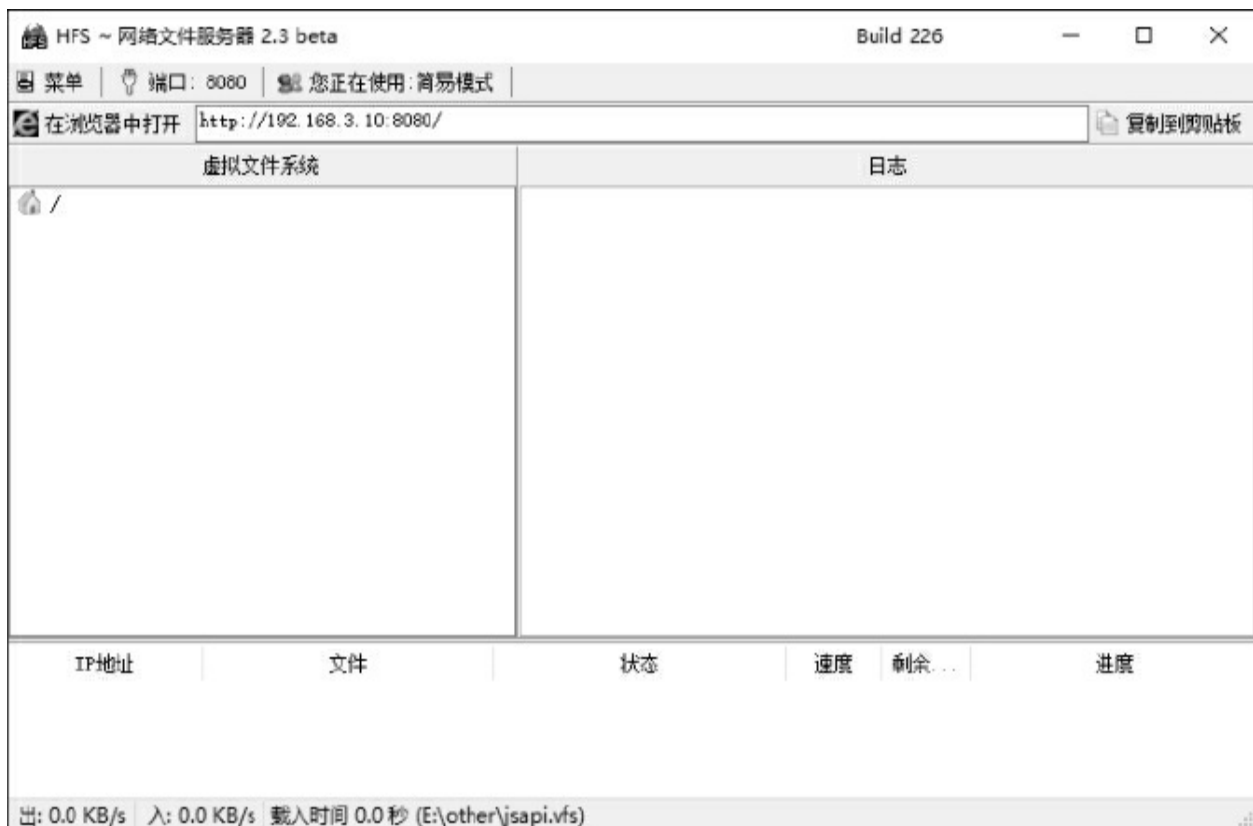 HFS ~ 网络文件服务器 2.3 beta Build 226
菜单 端口: 8080 您正在使用:简易模式
在浏览器中打开 http://192.168.3.10:8080/ 复制到剪贴板
虚拟文件系统 日志
/
IP地址 文件 状态 速度 剩余... 进度
出: 0.0 KB/s 入: 0.0 KB/s 载入时间 0.0 秒 (E:\other\jsapi.vfs)